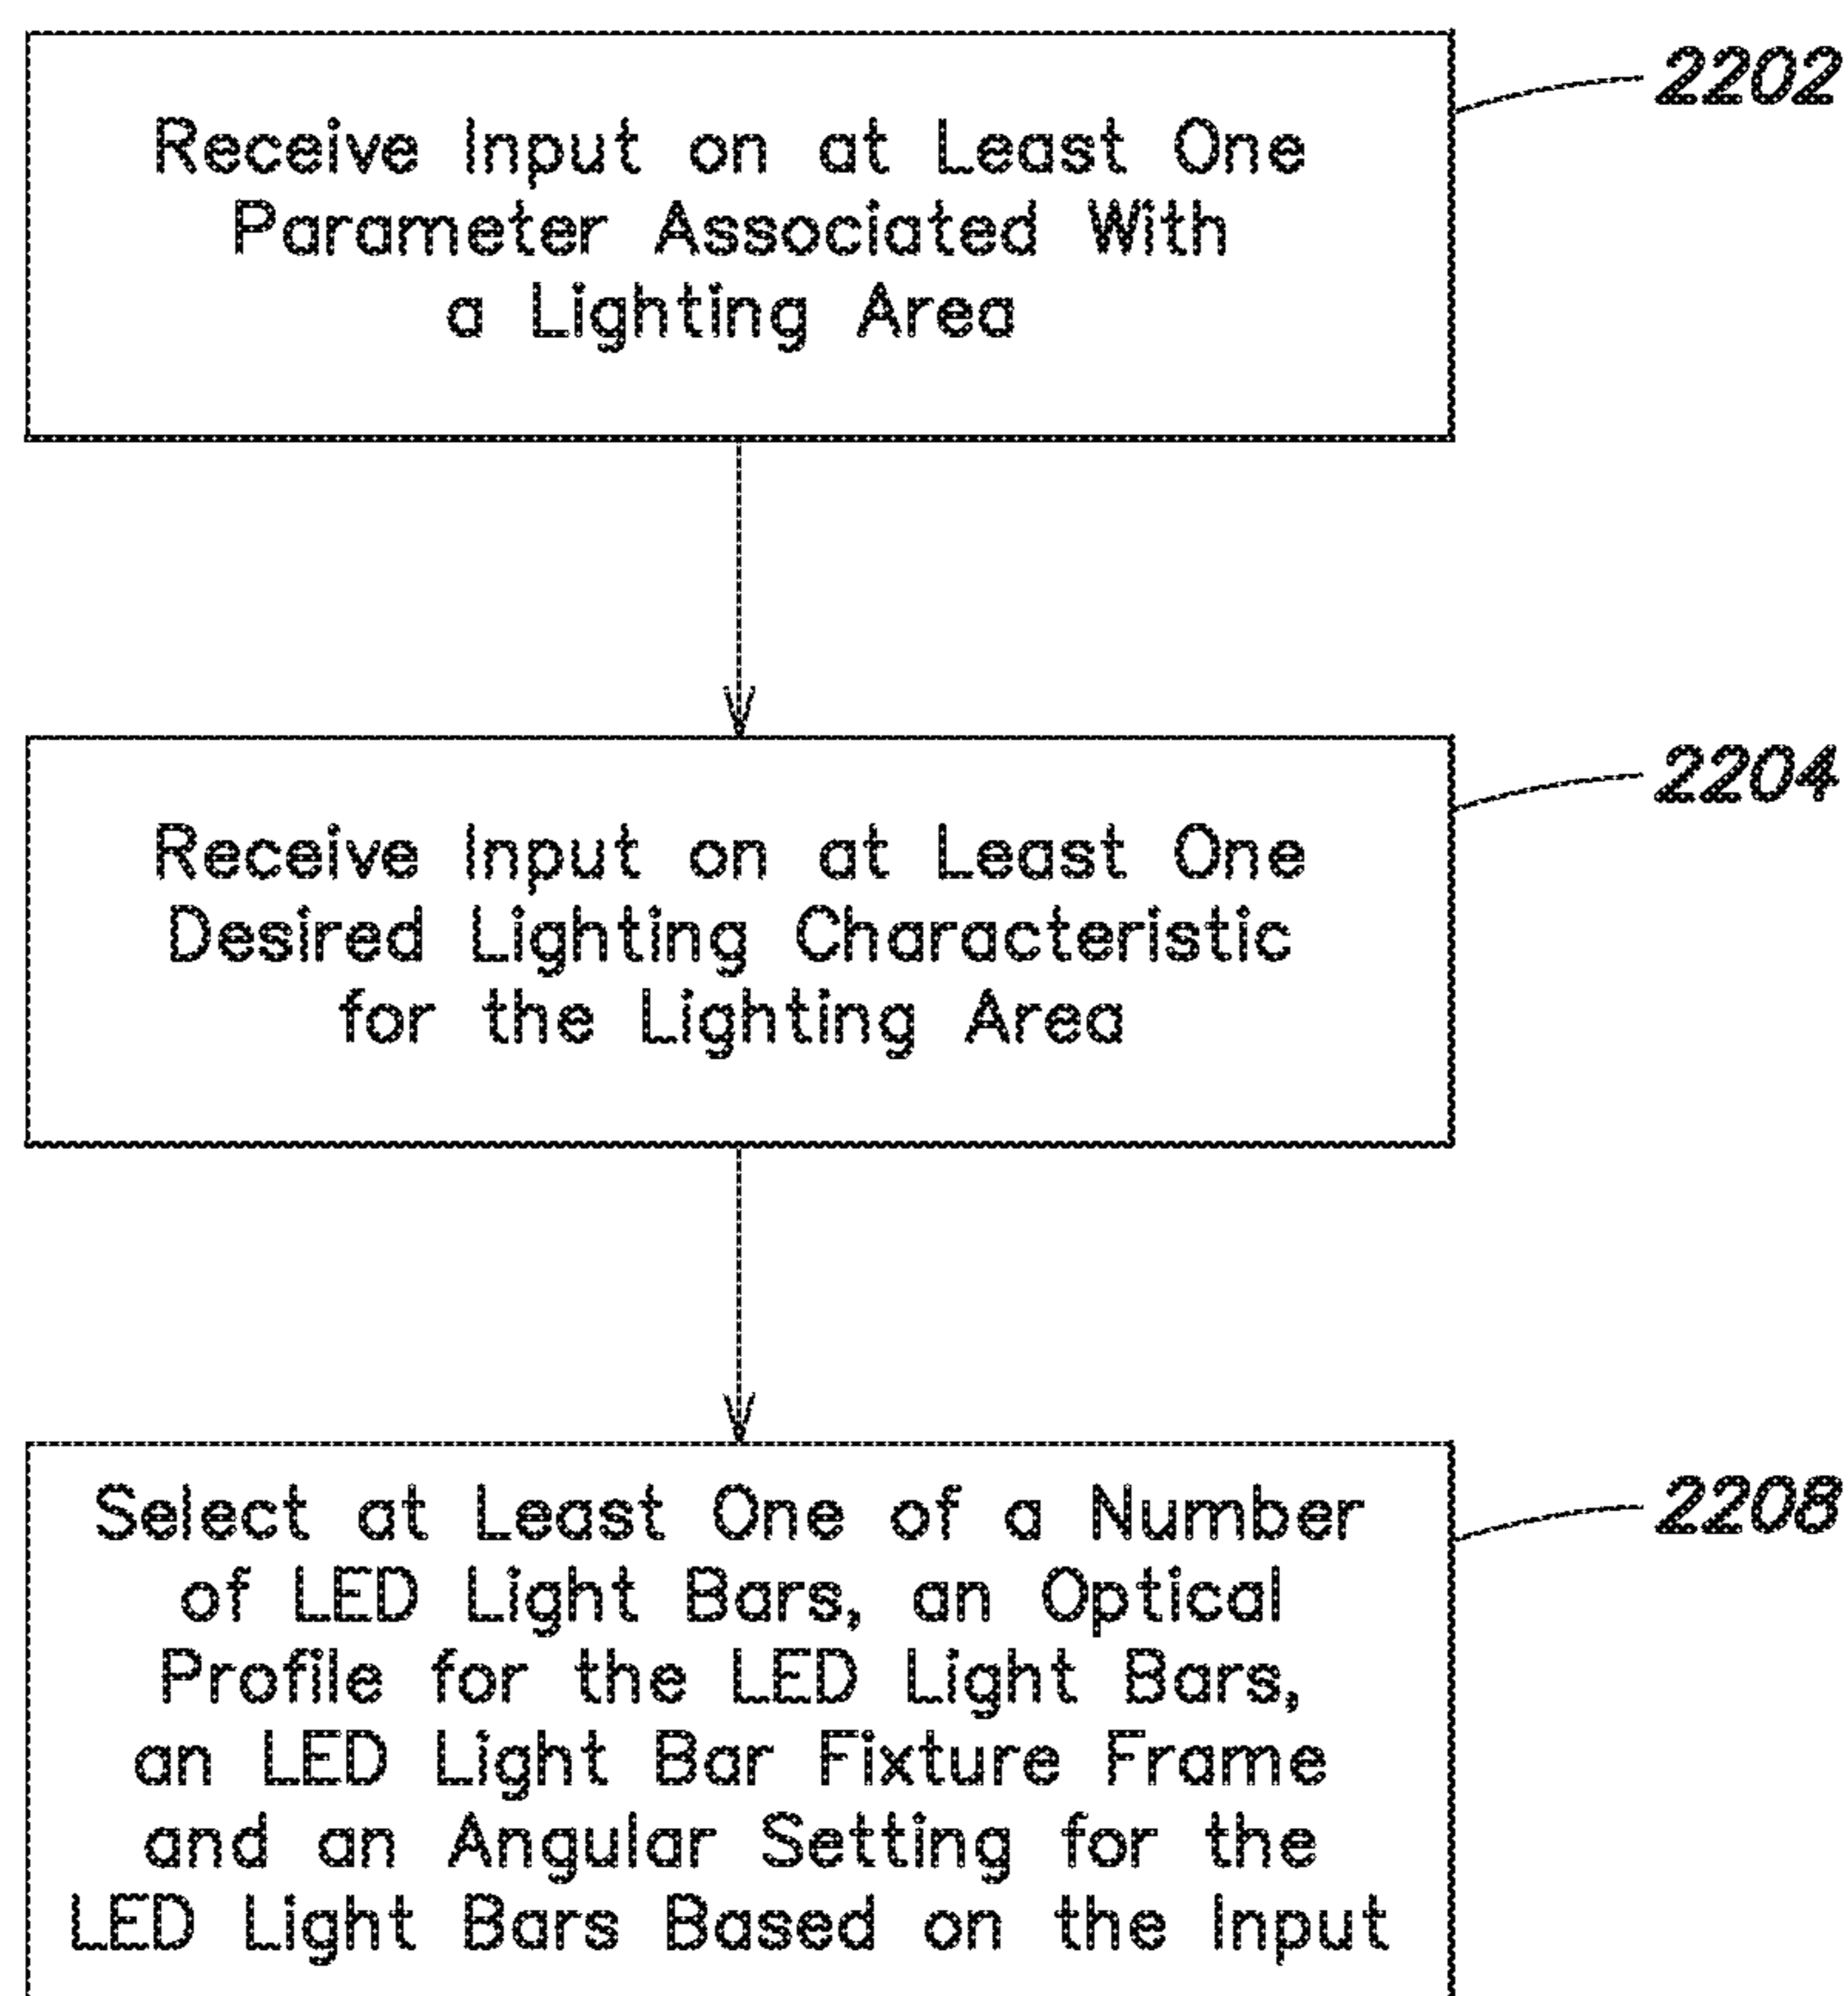 2202
Receive Input on at Least One
Parameter Associated With
a Lighting Area
2204
Receive Input on at Least One
Desired Lighting Characteristic
for the Lighting Area
2208
Select at Least One of a Number
of LED Light Bars, an Optical
Profile for the LED Light Bars,
an LED Light Bar Fixture Frame
and an Angular Setting for the
LED Light Bars Based on the Input